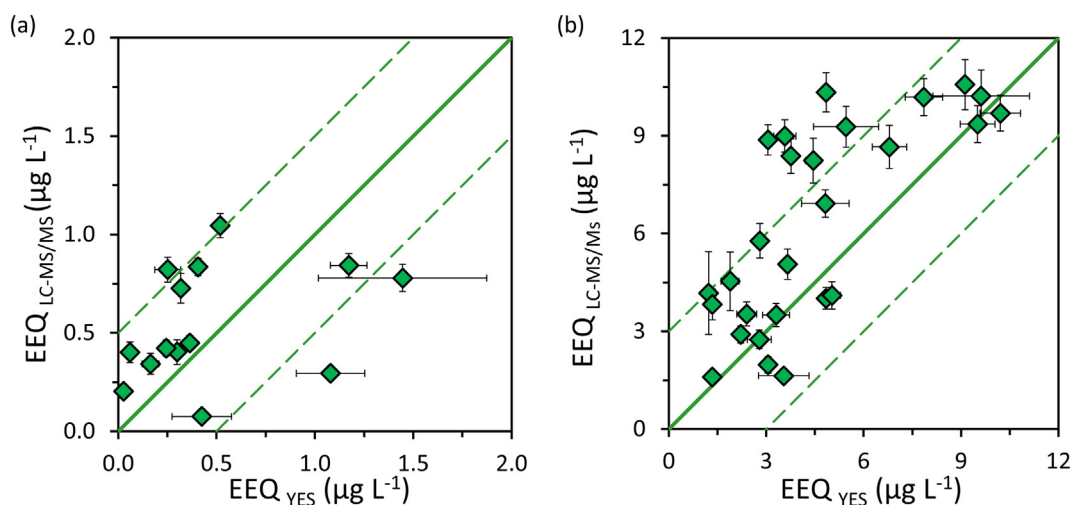 (a)
2.0
1.5
1.0
0.5
0.0
0.0 0.5 1.0 1.5 2.0
EEQ LC-MS/MS (µg L-1)
EEQ YES (µg L-1)
(b)
12
9
6
3
0
0 3 6 9 12
EEQ LC-MS/Ms (µg L-1)
EEQ YES (µg L-1)